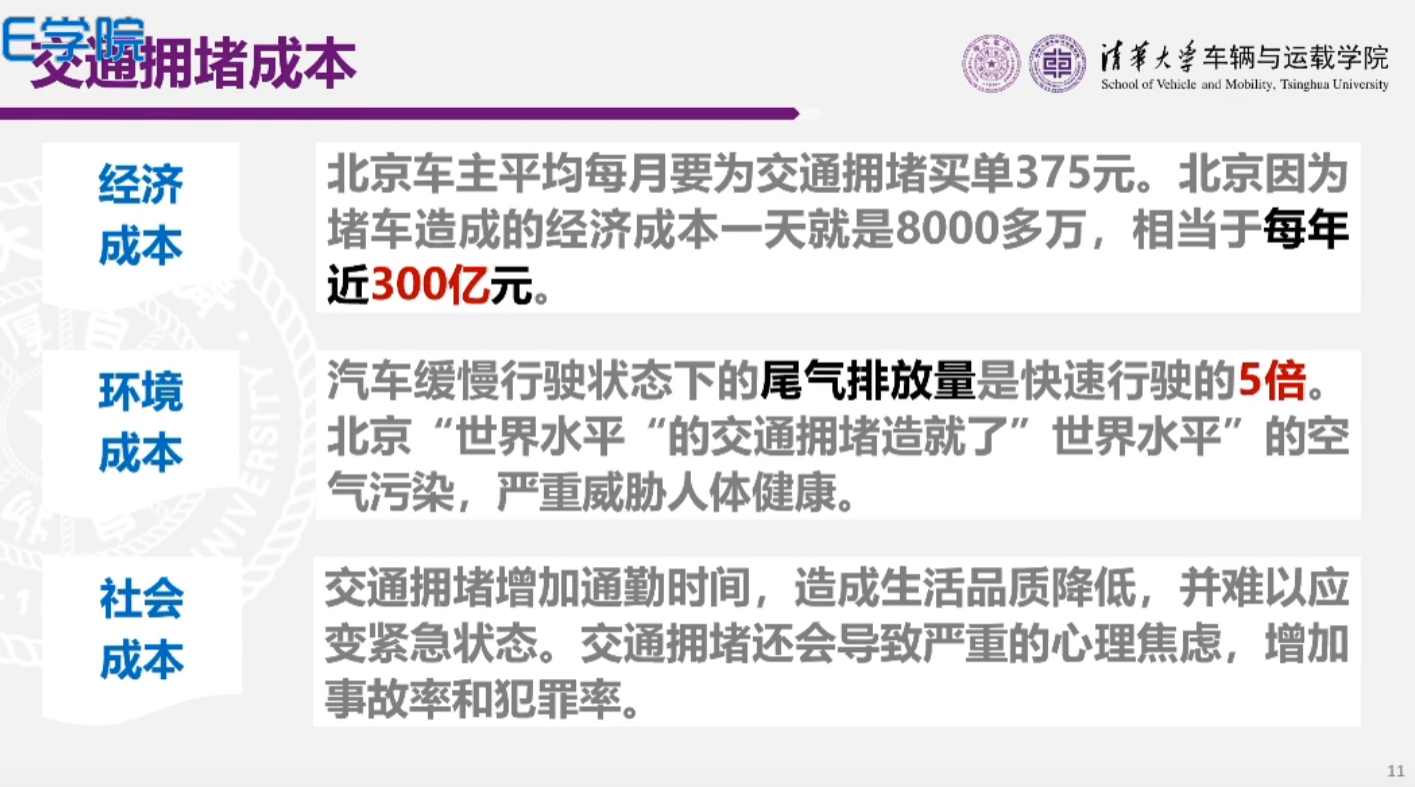 E学院
交通拥堵成本
清华大学车辆与运载学院
School of Vehicle and Mobility, Tsinghua University
经济
成本
北京车主平均每月要为交通拥堵买单375元。北京因为
堵车造成的经济成本一天就是8000多万，相当于每年
近300亿元。
环境
成本
汽车缓慢行驶状态下的尾气排放量是快速行驶的5倍。
北京“世界水平“的交通拥堵造就了”世界水平”的空
气污染，严重威胁人体健康。
社会
成本
交通拥堵增加通勤时间，造成生活品质降低，并难以应
变紧急状态。交通拥堵还会导致严重的心理焦虑，增加
事故率和犯罪率。
11